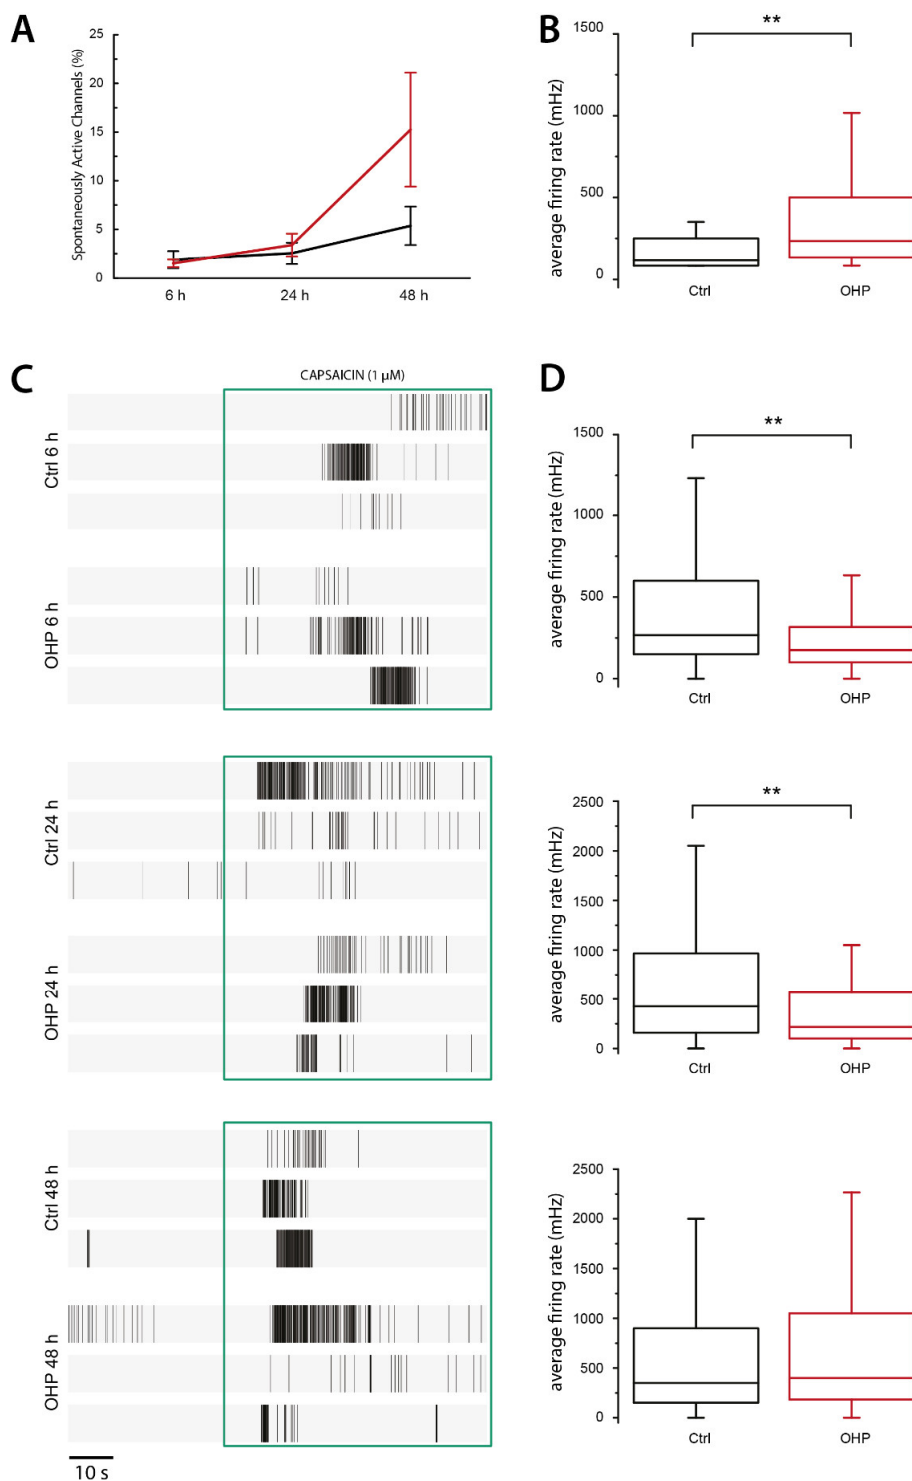 A
Spontaneously Active Channels (%)
25
20
15
10
5
0
6 h
24 h
48 h
B
**
average firing rate (mHz)
1500
1000
500
0
Ctrl
OHP
C
CAPSAICIN (1 μM)
Ctrl 6 h
OHP 6 h
Ctrl 24 h
OHP 24 h
Ctrl 48 h
OHP 48 h
10 s
D
**
average firing rate (mHz)
1500
1000
500
0
Ctrl
OHP
**
average firing rate (mHz)
2500
2000
1500
1000
500
0
Ctrl
OHP
average firing rate (mHz)
2500
2000
1500
1000
500
0
Ctrl
OHP